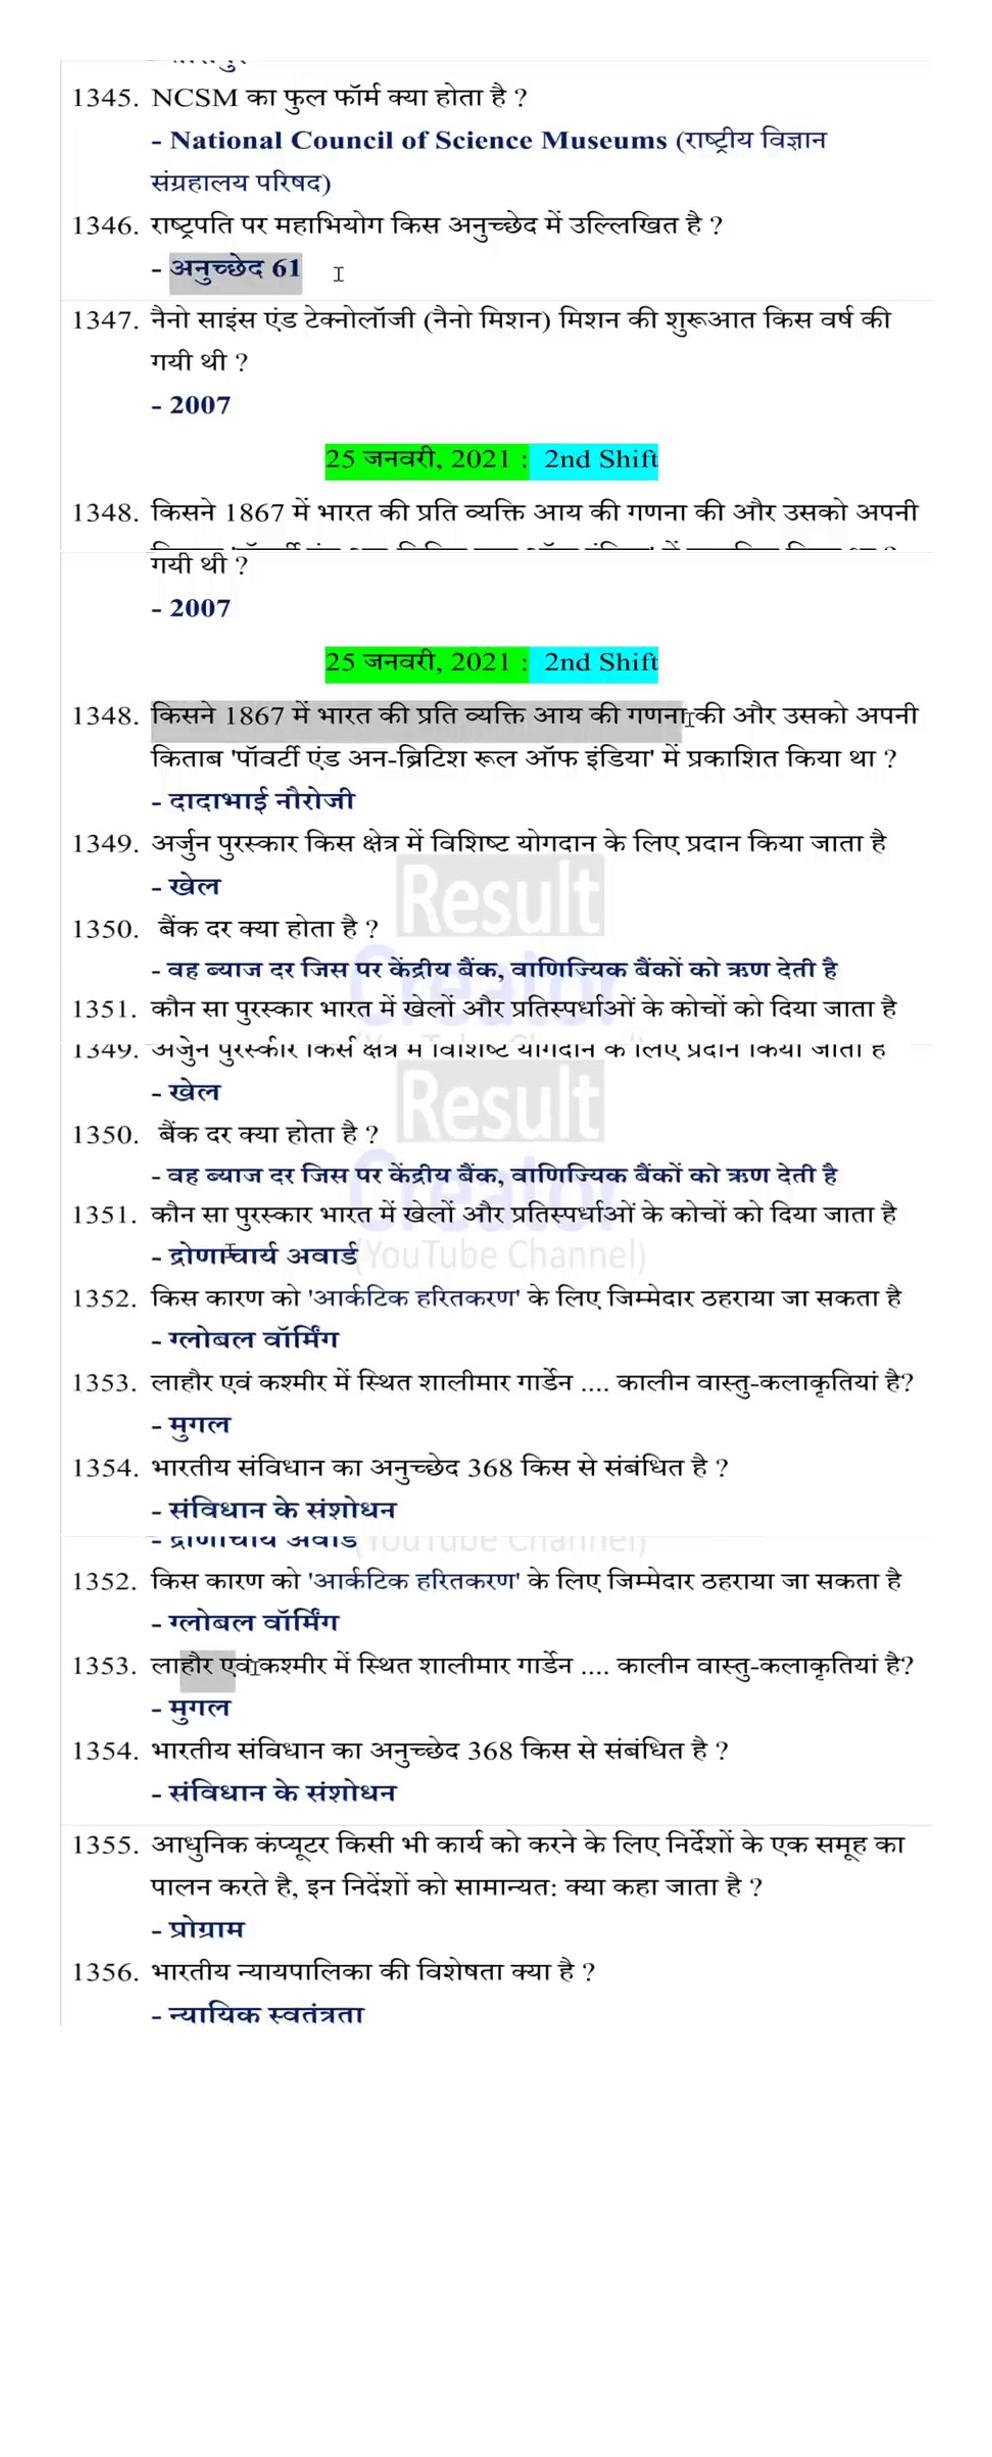 1345. NCSM का फुल फॉर्म क्या होता है ?
- National Council of Science Museums (राष्ट्रीय विज्ञान
संग्रहालय परिषद)
1346. राष्ट्रपति पर महाभियोग किस अनुच्छेद में उल्लिखित है ?
- अनुच्छेद 61
1347. नैनो साइंस एंड टेक्नोलॉजी (नैनो मिशन) मिशन की शुरूआत किस वर्ष की
गयी थी ?
- 2007
25 जनवरी, 2021 : 2nd Shift
1348. किसने 1867 में भारत की प्रति व्यक्ति आय की गणना की और उसको अपनी
गयी थी ?
- 2007
25 जनवरी, 2021 : 2nd Shift
1348. किसने 1867 में भारत की प्रति व्यक्ति आय की गणना की और उसको अपनी
किताब 'पॉवर्टी एंड अन-ब्रिटिश रूल ऑफ इंडिया' में प्रकाशित किया था ?
- दादाभाई नौरोजी
1349. अर्जुन पुरस्कार किस क्षेत्र में विशिष्ट योगदान के लिए प्रदान किया जाता है
- खेल
Result
1350. बैंक दर क्या होता है ?
- वह ब्याज दर जिस पर केंद्रीय बैंक, वाणिज्यिक बैंकों को ऋण देती है
Creator
1351. कौन सा पुरस्कार भारत में खेलों और प्रतिस्पर्धाओं के कोचों को दिया जाता है
1349. अर्जुन पुरस्कार किस क्षेत्र में विशिष्ट योगदान के लिए प्रदान किया जाता है
- खेल
Result
1350. बैंक दर क्या होता है ?
- वह ब्याज दर जिस पर केंद्रीय बैंक, वाणिज्यिक बैंकों को ऋण देती है
Creator
1351. कौन सा पुरस्कार भारत में खेलों और प्रतिस्पर्धाओं के कोचों को दिया जाता है
- द्रोणाचार्य अवार्ड
(YouTube Channel)
1352. किस कारण को 'आर्कटिक हरितकरण' के लिए जिम्मेदार ठहराया जा सकता है
- ग्लोबल वॉर्मिंग
1353. लाहौर एवं कश्मीर में स्थित शालीमार गार्डेन .... कालीन वास्तु-कलाकृतियां है?
- मुगल
1354. भारतीय संविधान का अनुच्छेद 368 किस से संबंधित है ?
- संविधान के संशोधन
- द्रोणाचार्य अवार्ड
(YouTube Channel)
1352. किस कारण को 'आर्कटिक हरितकरण' के लिए जिम्मेदार ठहराया जा सकता है
- ग्लोबल वॉर्मिंग
1353. लाहौर एवं कश्मीर में स्थित शालीमार गार्डेन .... कालीन वास्तु-कलाकृतियां है?
- मुगल
1354. भारतीय संविधान का अनुच्छेद 368 किस से संबंधित है ?
- संविधान के संशोधन
1355. आधुनिक कंप्यूटर किसी भी कार्य को करने के लिए निर्देशों के एक समूह का
पालन करते है, इन निदेंशों को सामान्यत: क्या कहा जाता है ?
- प्रोग्राम
1356. भारतीय न्यायपालिका की विशेषता क्या है ?
- न्यायिक स्वतंत्रता